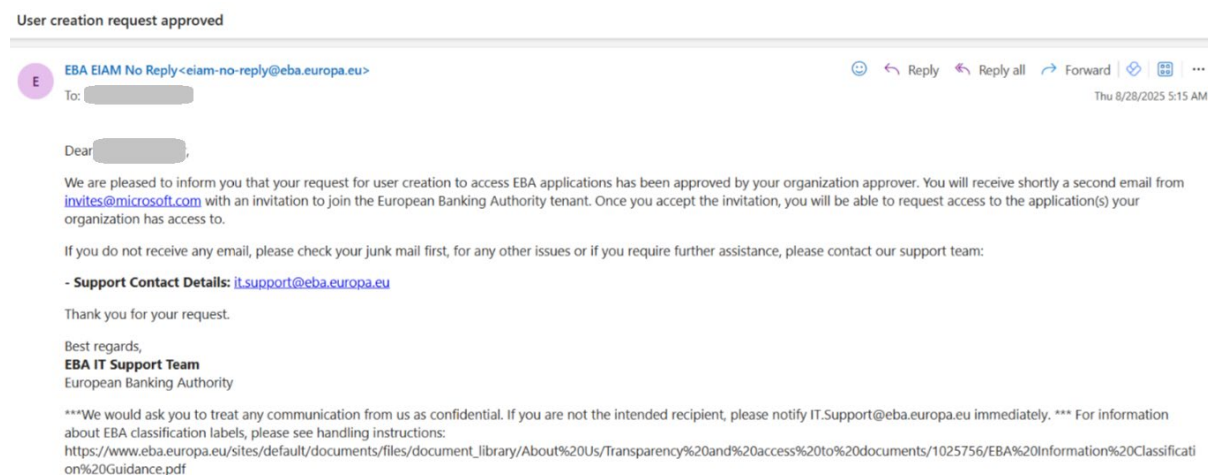 User creation request approved
E
EBA EIAM No Reply<eiam-no-reply@eba.europa.eu>
Reply Reply all Forward
To:
Thu 8/28/2025 5:15 AM
Dear ,
We are pleased to inform you that your request for user creation to access EBA applications has been approved by your organization approver. You will receive shortly a second email from
invites@microsoft.com with an invitation to join the European Banking Authority tenant. Once you accept the invitation, you will be able to request access to the application(s) your
organization has access to.
If you do not receive any email, please check your junk mail first, for any other issues or if you require further assistance, please contact our support team:
- Support Contact Details: it.support@eba.europa.eu
Thank you for your request.
Best regards,
EBA IT Support Team
European Banking Authority
***We would ask you to treat any communication from us as confidential. If you are not the intended recipient, please notify IT.Support@eba.europa.eu immediately. *** For information
about EBA classification labels, please see handling instructions:
https://www.eba.europa.eu/sites/default/documents/files/document_library/About%20Us/Transparency%20and%20access%20to%20documents/1025756/EBA%20Information%20Classificati
on%20Guidance.pdf